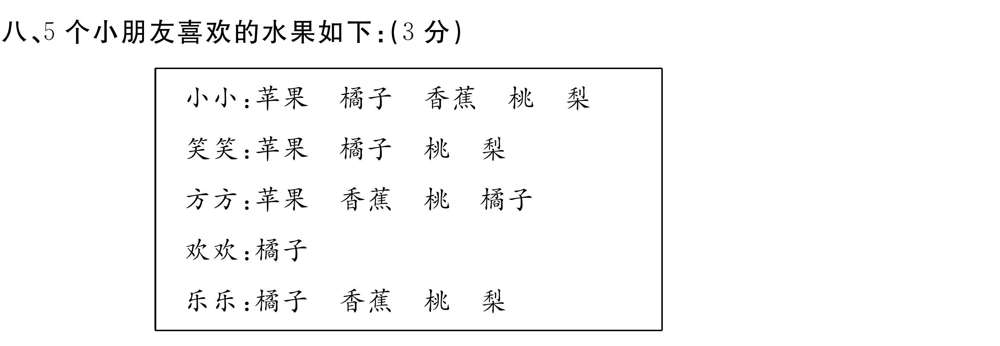 八、5 个小朋友喜欢的水果如下:(3 分)
小小:苹果 橘子 香蕉 桃 梨
笑笑:苹果 橘子 桃 梨
方方:苹果 香蕉 桃 橘子
欢欢:橘子
乐乐:橘子 香蕉 桃 梨